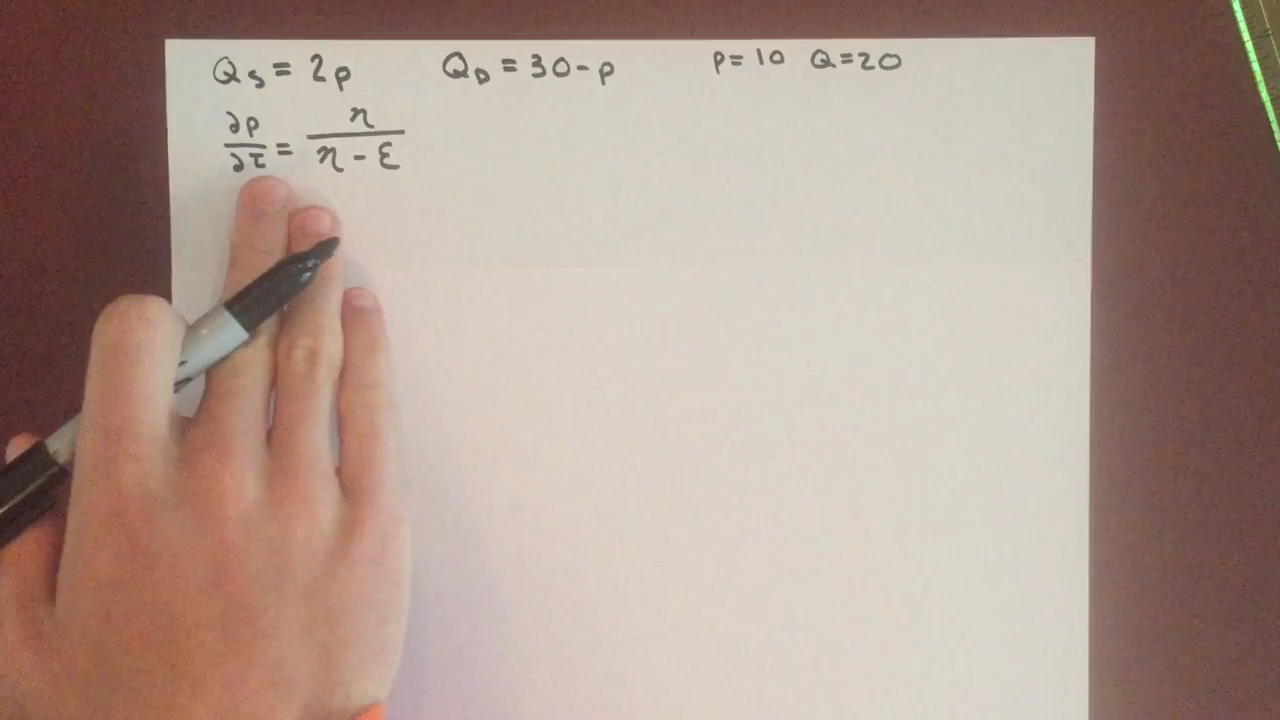 Qs = 2p QD = 30-p p=10 Q=20
∂p/∂τ = η/(η - ε)